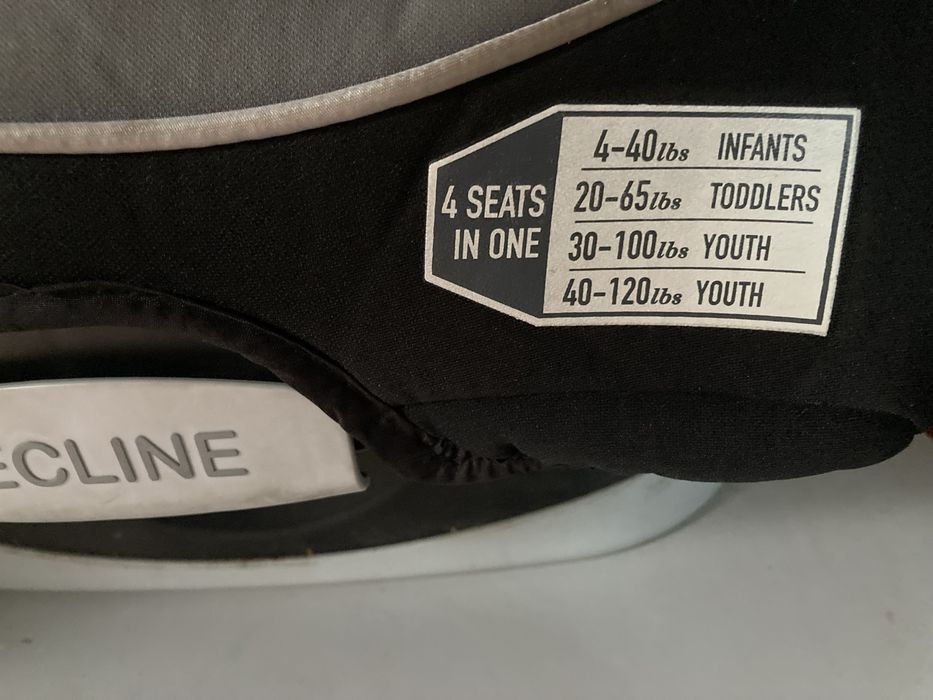 4 SEATS
IN ONE
4-40lbs INFANTS
20-65lbs TODDLERS
30-100lbs YOUTH
40-120lbs YOUTH
ECLINE